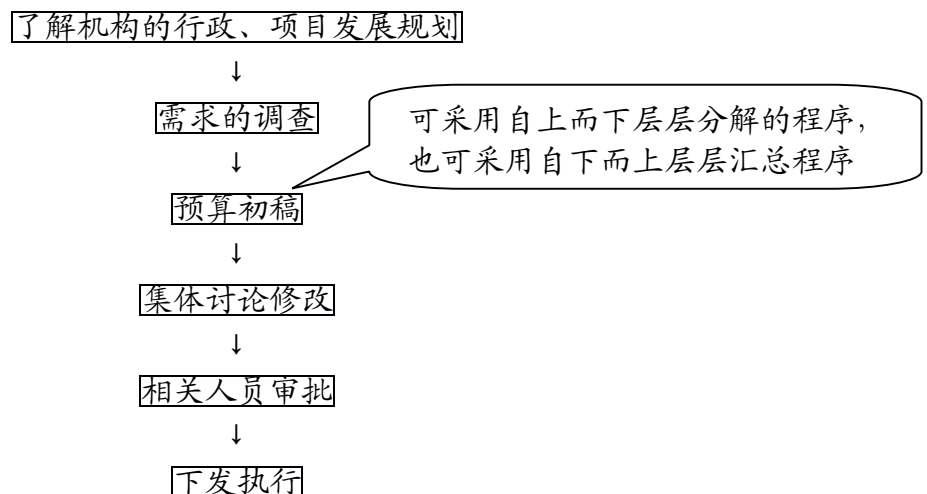 了解机构的行政、项目发展规划
↓
需求的调查
可采用自上而下层层分解的程序，
也可采用自下而上层层汇总程序
↓
预算初稿
↓
集体讨论修改
↓
相关人员审批
↓
下发执行